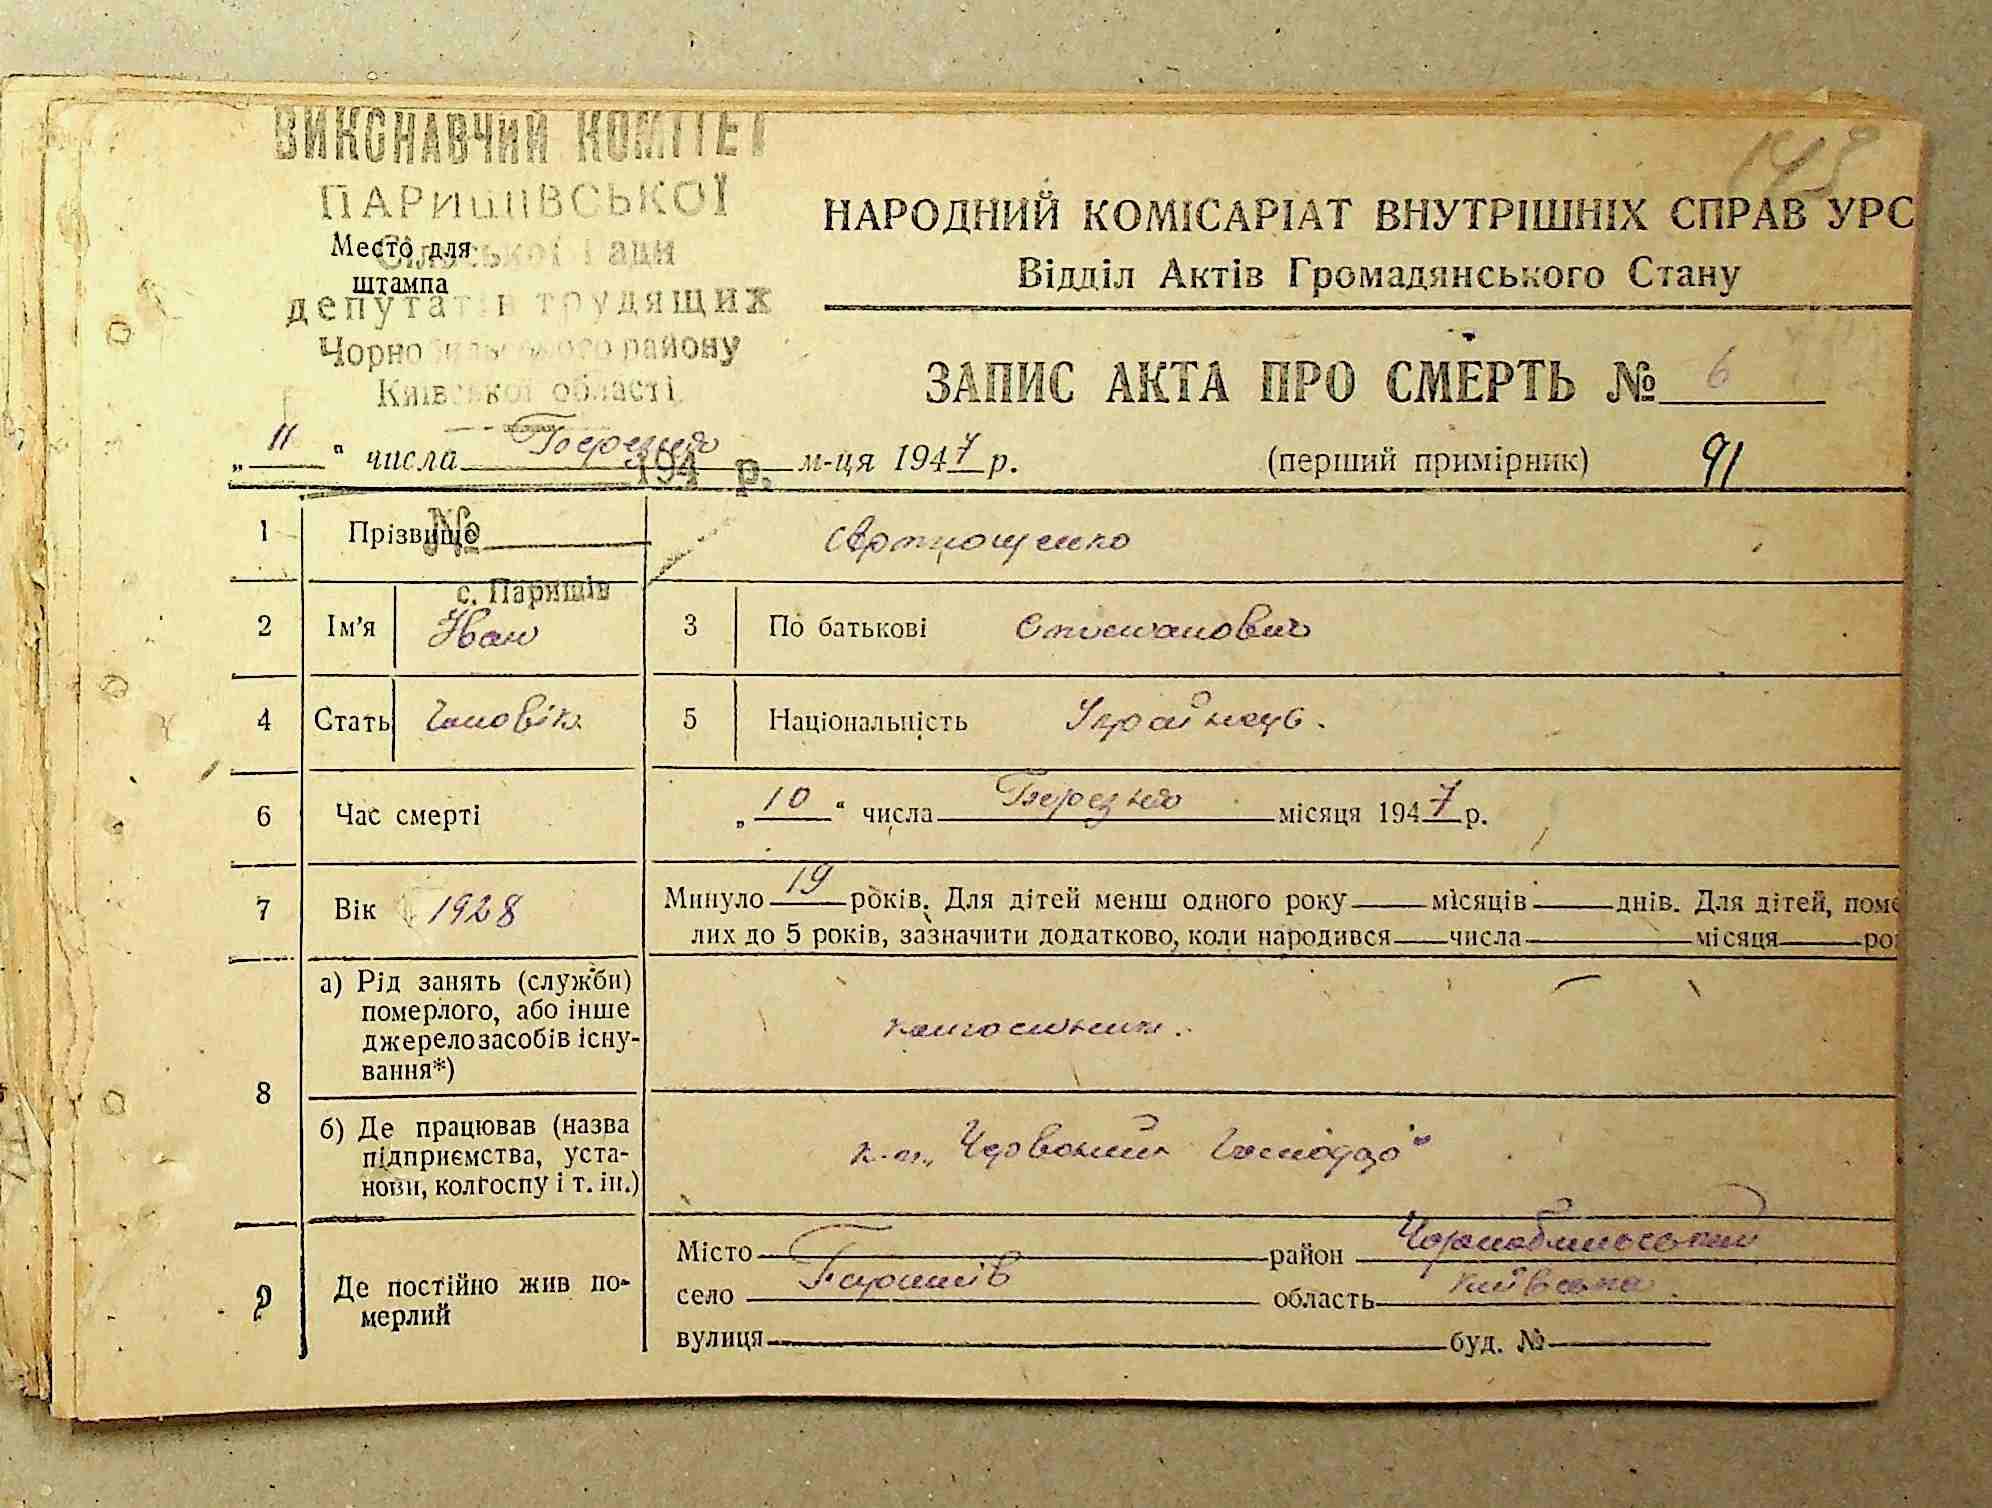 ВИКОНАВЧИЙ КОМІТЕТ
ПАРИШІВСЬКОЇ
Сільської Ради
депутатів трудящих
Чорнобильського району
Київської області
194 р.
№
с. Паришів
Место для
штампа
НАРОДНИЙ КОМІСАРІАТ ВНУТРІШНІХ СПРАВ УРС
Відділ Актів Громадянського Стану
ЗАПИС АКТА ПРО СМЕРТЬ № 6
„ 11 “ числа Березня м-ця 1947 р. (перший примірник) 91
1 Прізвище Артюшенко
2 Ім'я Іван 3 По батькові Степанович
4 Стать Чоловік 5 Національність Українець.
6 Час смерті „ 10 “ числа Березня місяця 1947 р.
7 Вік 1928 Минуло 19 років. Для дітей менш одного року місяців днів. Для дітей, поме
лих до 5 років, зазначити додатково, коли народився числа місяця ро
8 а) Рід занять (служби)
померлого, або інше
джерело засобів існу-
вання*)
колгоспник.
б) Де працював (назва
підприємства, уста-
нови, колгоспу і т. ін.)
Червоний
9 Де постійно жив по-
мерлий
Місто район Чорнобильський
село Паришів область Київська
вулиця буд. №